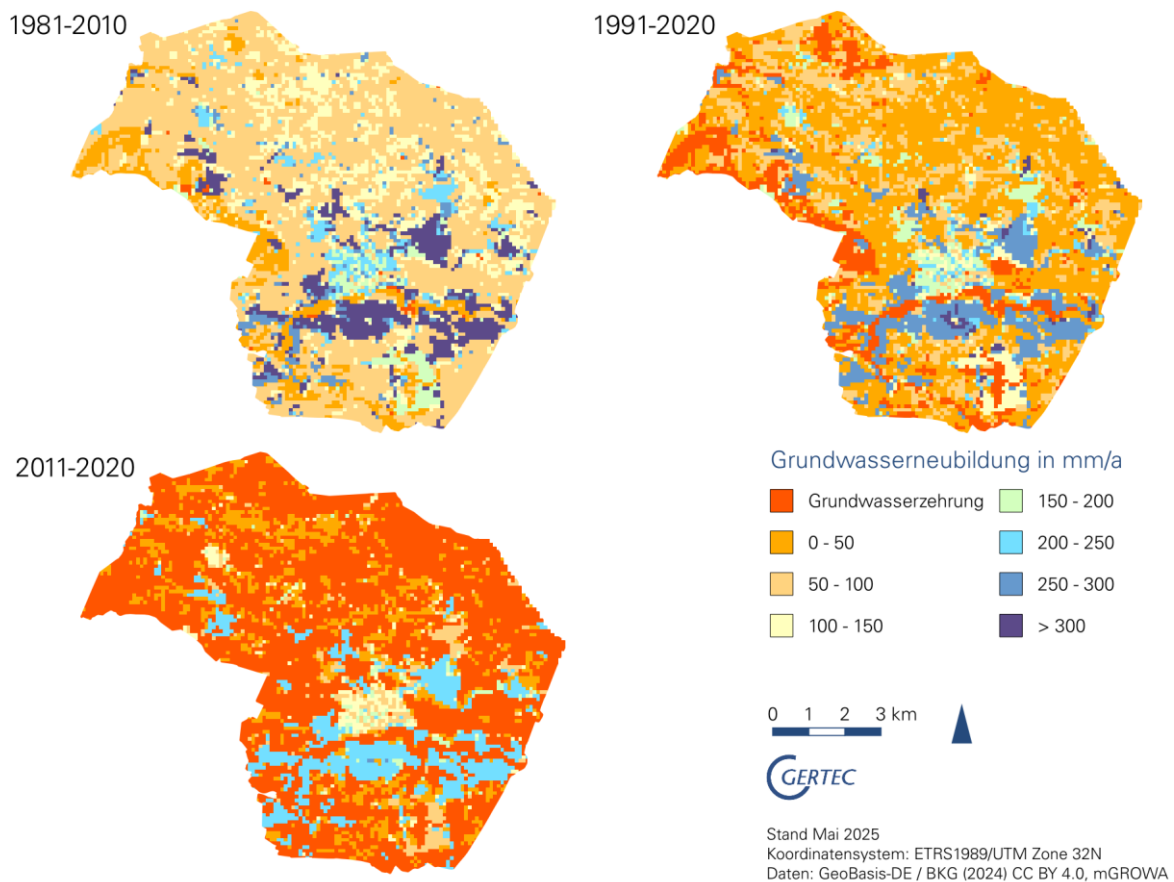 1981-2010
1991-2020
2011-2020
Grundwasserneubildung in mm/a
Grundwasserzehrung
0 - 50
50 - 100
100 - 150
150 - 200
200 - 250
250 - 300
> 300
0 1 2 3 km
GERTEC
Stand Mai 2025
Koordinatensystem: ETRS1989/UTM Zone 32N
Daten: GeoBasis-DE / BKG (2024) CC BY 4.0, mGROWA